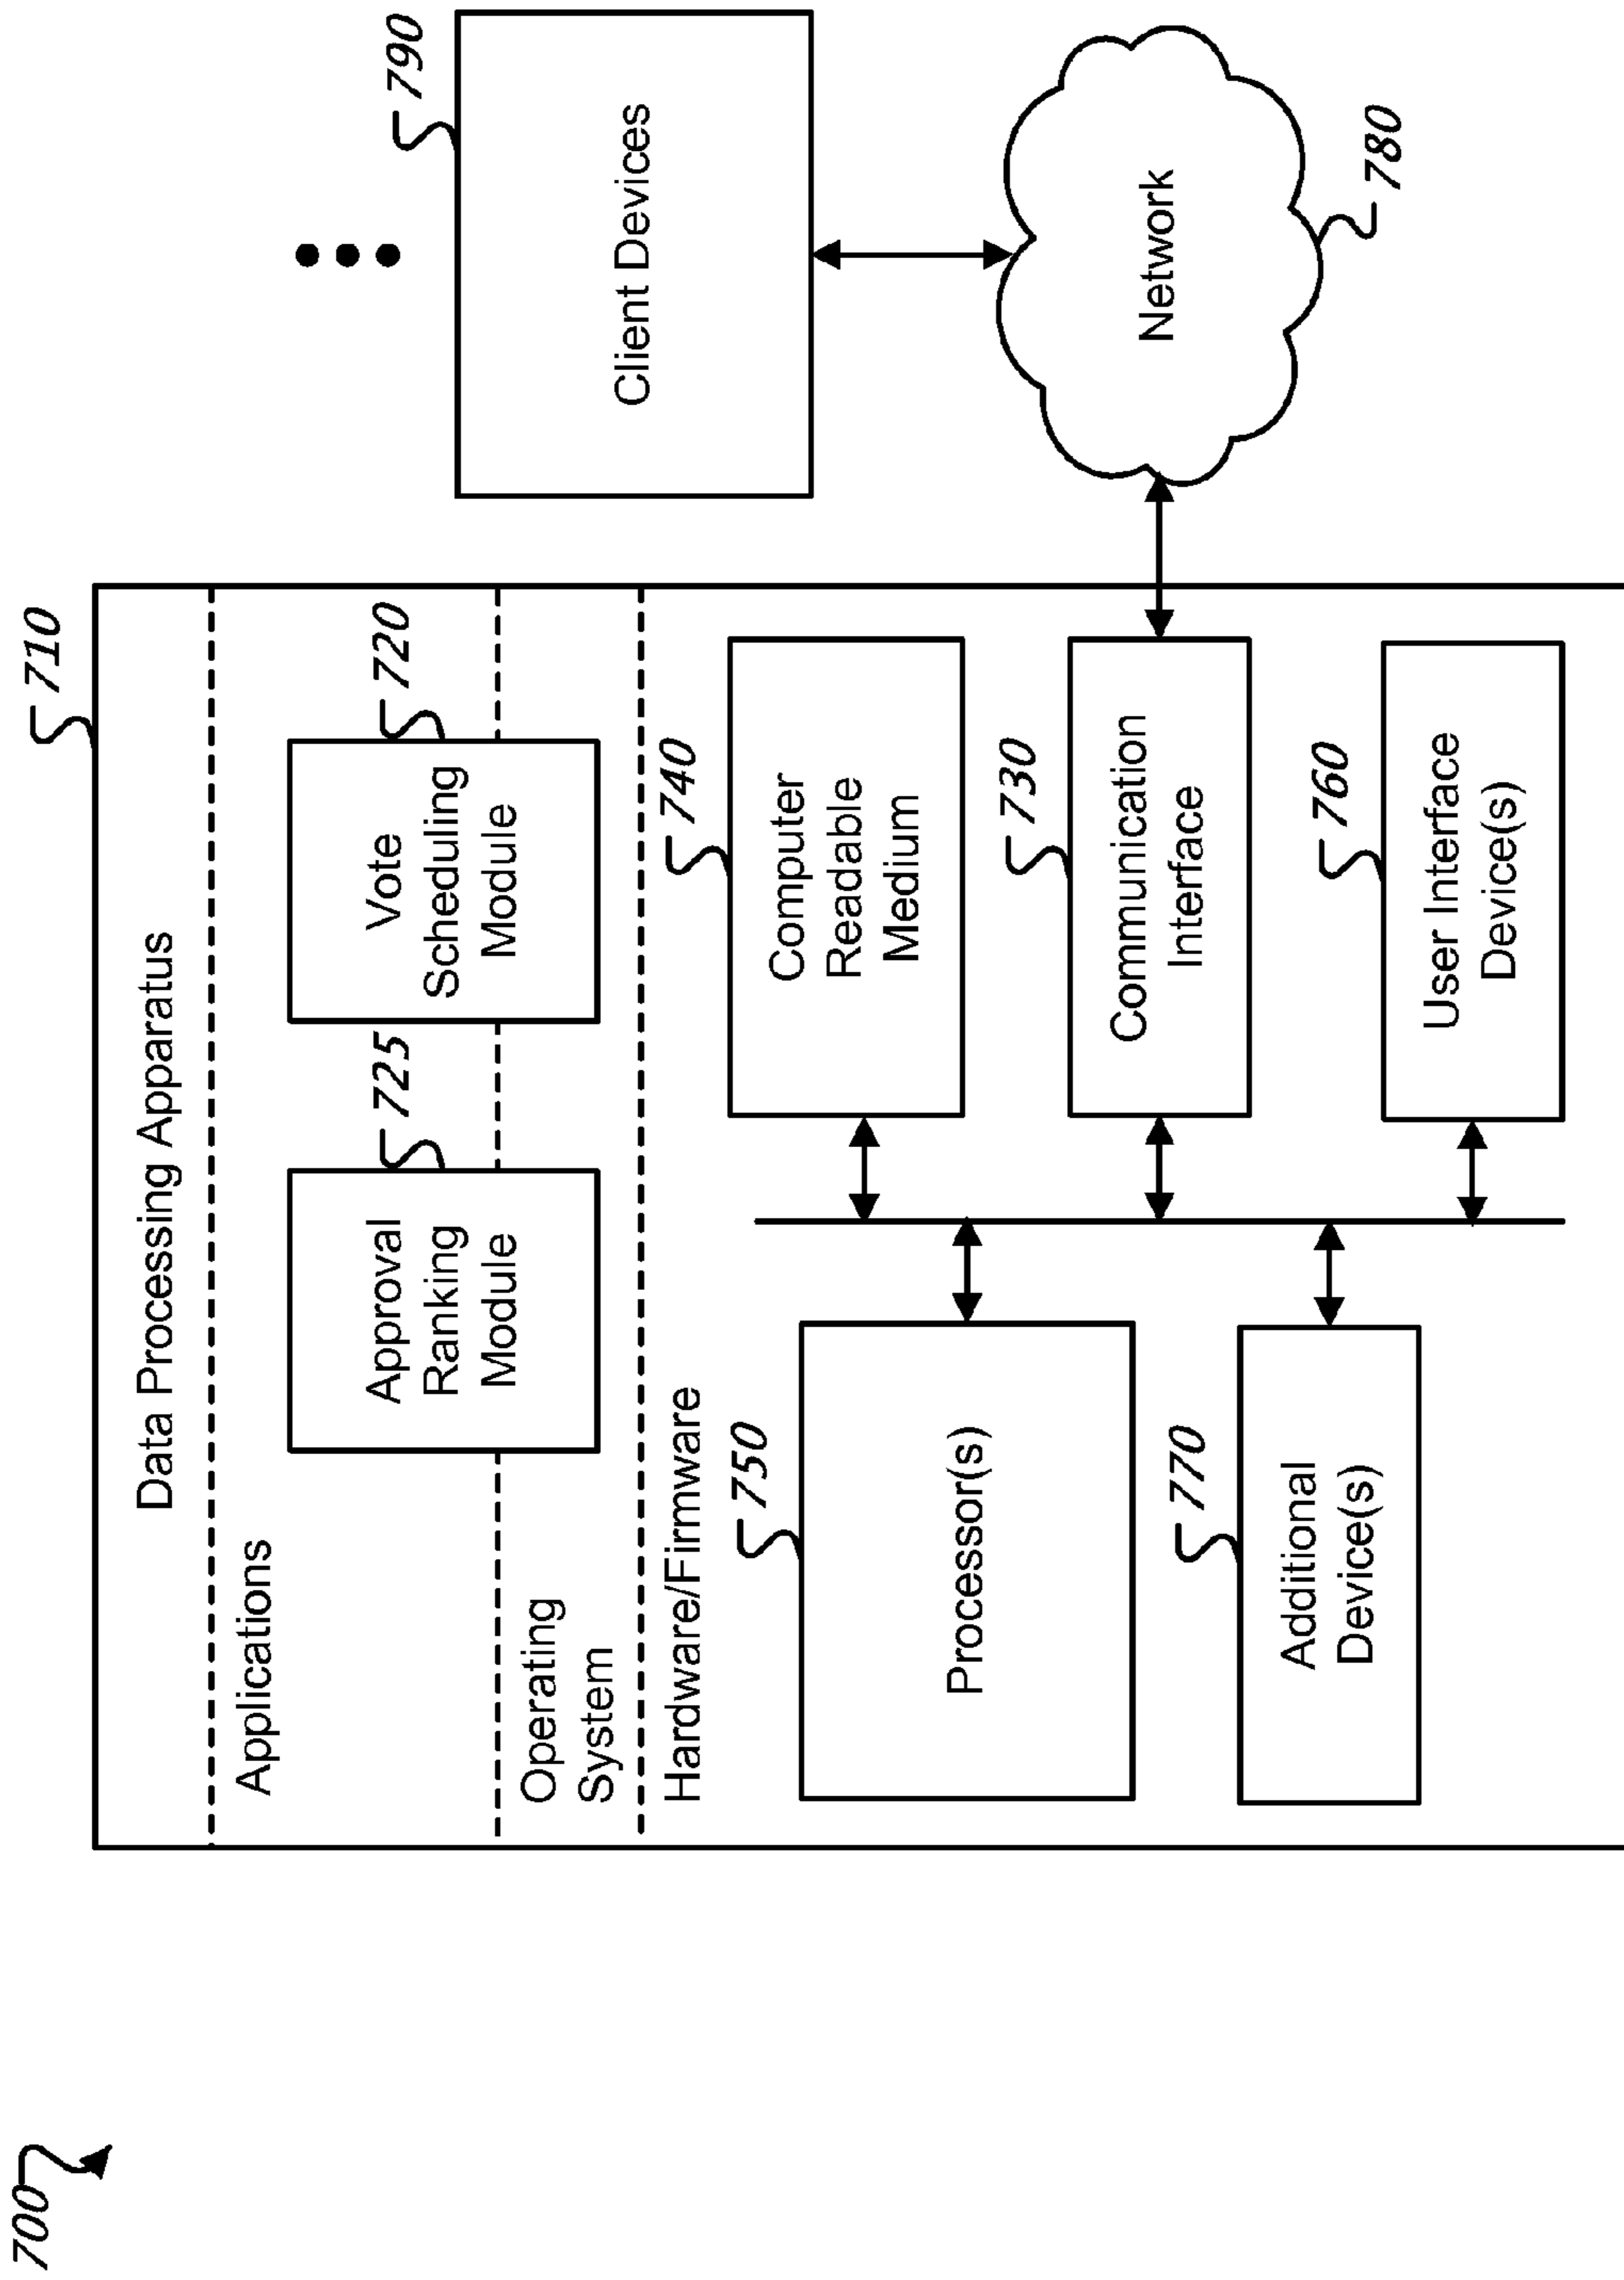 700
710
Data Processing Apparatus
Applications
725
720
Approval
Ranking
Module
Vote
Scheduling
Module
Operating
System
Hardware/Firmware
750
Processor(s)
740
Computer
Readable
Medium
730
Communication
Interface
770
Additional
Device(s)
760
User Interface
Device(s)
790
Client Devices
Network
780